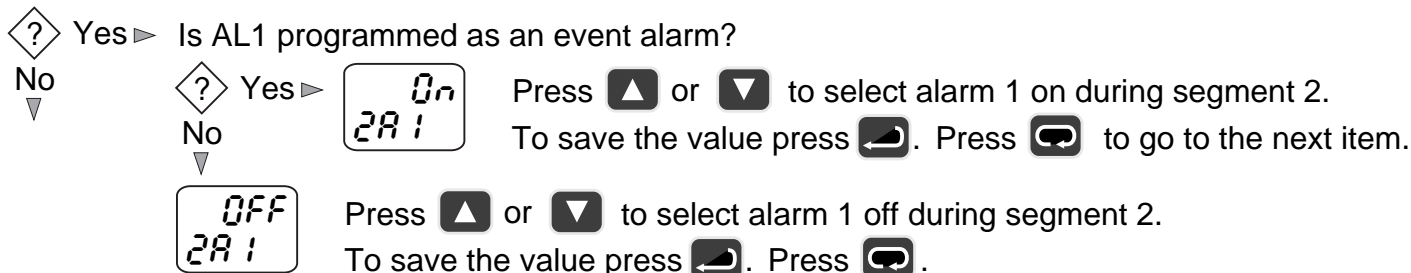 ? Yes Is AL1 programmed as an event alarm?
No ? Yes On Press or to select alarm 1 on during segment 2.
No 2A1 To save the value press . Press to go to the next item.
OFF Press or to select alarm 1 off during segment 2.
2A1 To save the value press . Press .